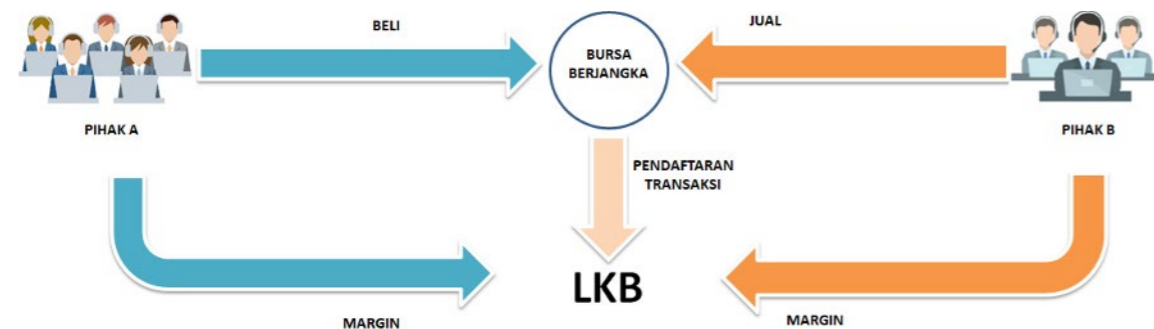 BELI
JUAL
BURSA
BERJANGKA
PIHAK A
PIHAK B
PENDAFTARAN
TRANSAKSI
LKB
MARGIN
MARGIN